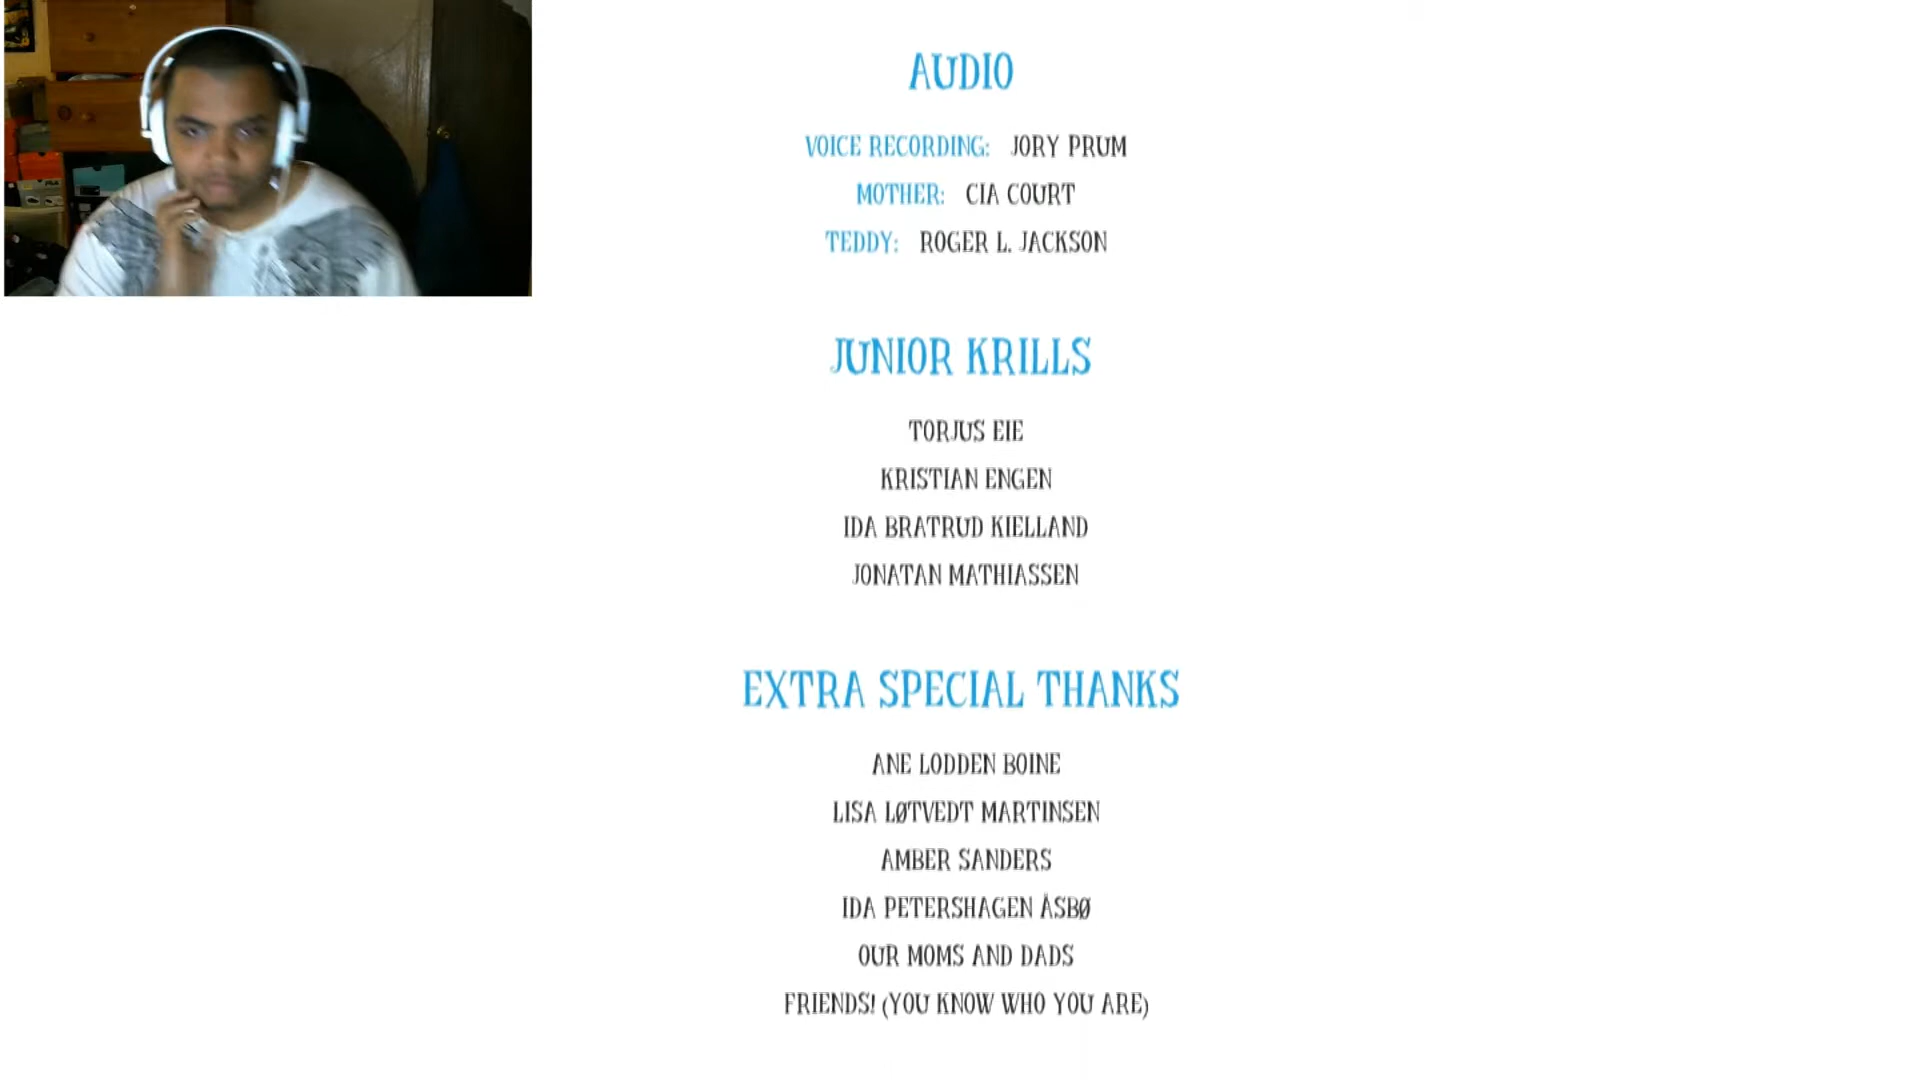 AUDIO
VOICE RECORDING: JORY PRUM
MOTHER: CIA COURT
TEDDY: ROGER L. JACKSON
JUNIOR KRILLS
TORJUS EIE
KRISTIAN ENGEN
IDA BRATRUD KIELLAND
JONATAN MATHIASSEN
EXTRA SPECIAL THANKS
ANE LODDEN BOINE
LISA LØTVEDT MARTINSEN
AMBER SANDERS
IDA PETERSHAGEN ÅSBØ
OUR MOMS AND DADS
FRIENDS! (YOU KNOW WHO YOU ARE)